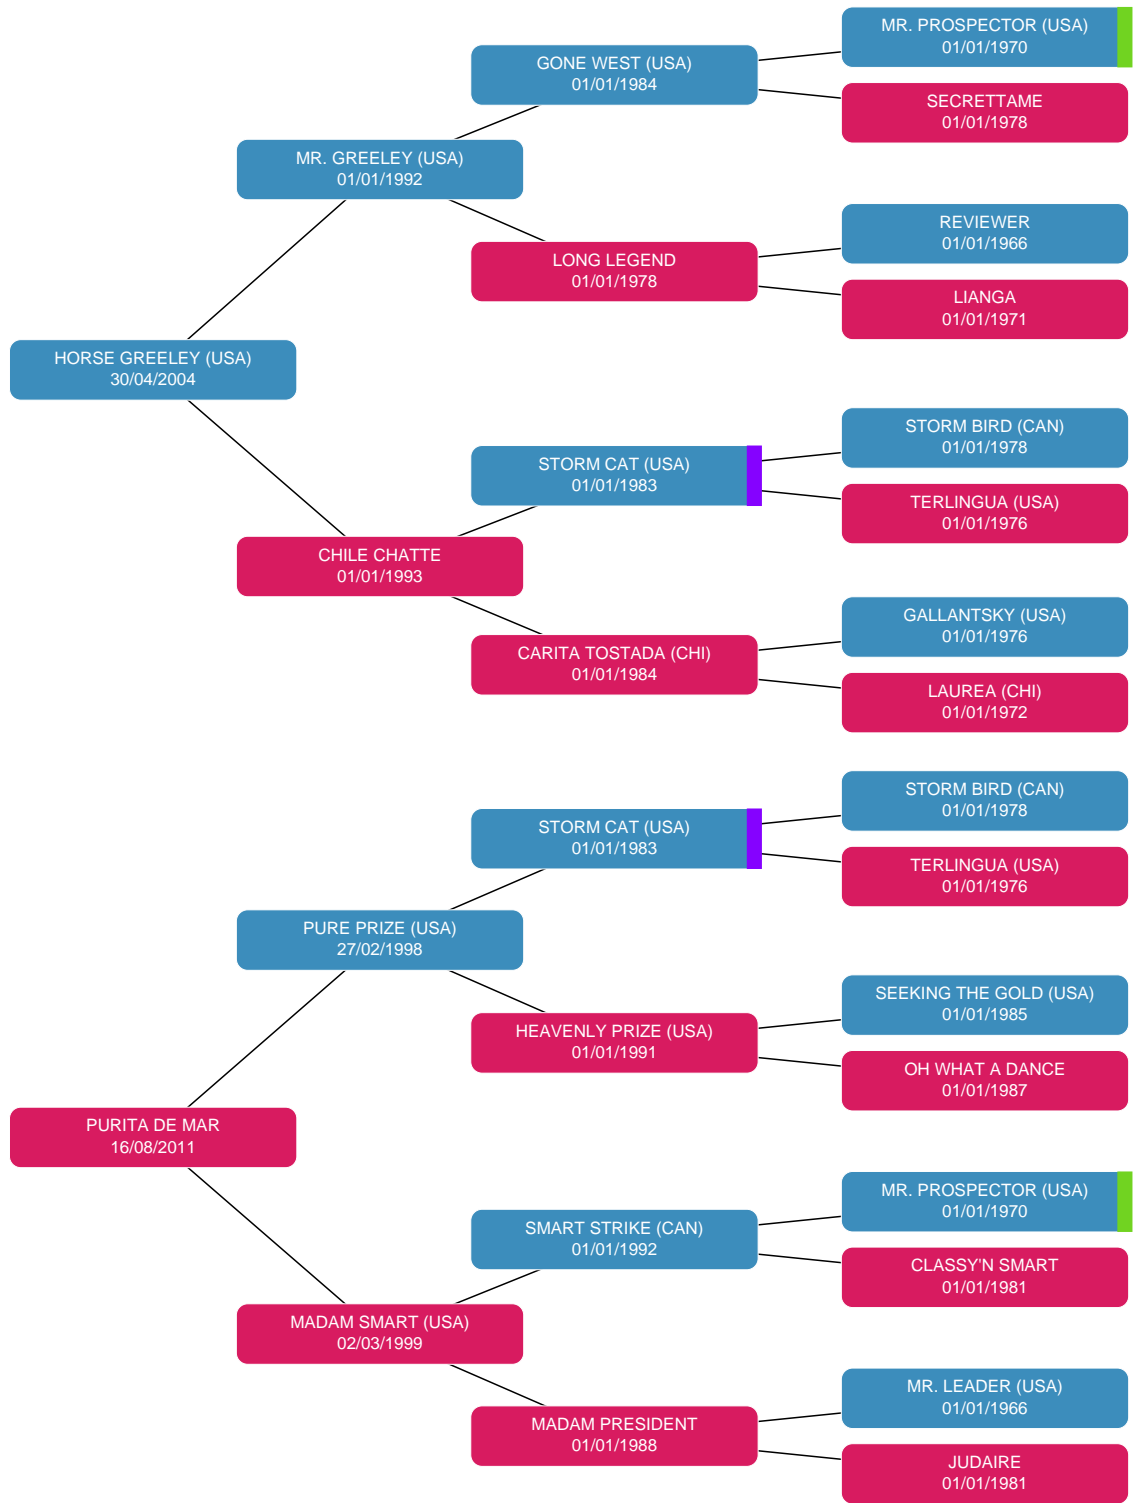 MR. PROSPECTOR (USA)
01/01/1970
GONE WEST (USA)
01/01/1984
SECRETTAME
01/01/1978
MR. GREELEY (USA)
01/01/1992
REVIEWER
01/01/1966
LONG LEGEND
01/01/1978
LIANGA
01/01/1971
HORSE GREELEY (USA)
30/04/2004
STORM BIRD (CAN)
01/01/1978
STORM CAT (USA)
01/01/1983
TERLINGUA (USA)
01/01/1976
CHILE CHATTE
01/01/1993
GALLANTSKY (USA)
01/01/1976
CARITA TOSTADA (CHI)
01/01/1984
LAUREA (CHI)
01/01/1972
STORM BIRD (CAN)
01/01/1978
STORM CAT (USA)
01/01/1983
TERLINGUA (USA)
01/01/1976
PURE PRIZE (USA)
27/02/1998
SEEKING THE GOLD (USA)
01/01/1985
HEAVENLY PRIZE (USA)
01/01/1991
OH WHAT A DANCE
01/01/1987
PURITA DE MAR
16/08/2011
MR. PROSPECTOR (USA)
01/01/1970
SMART STRIKE (CAN)
01/01/1992
CLASSY'N SMART
01/01/1981
MADAM SMART (USA)
02/03/1999
MR. LEADER (USA)
01/01/1966
MADAM PRESIDENT
01/01/1988
JUDAIRE
01/01/1981